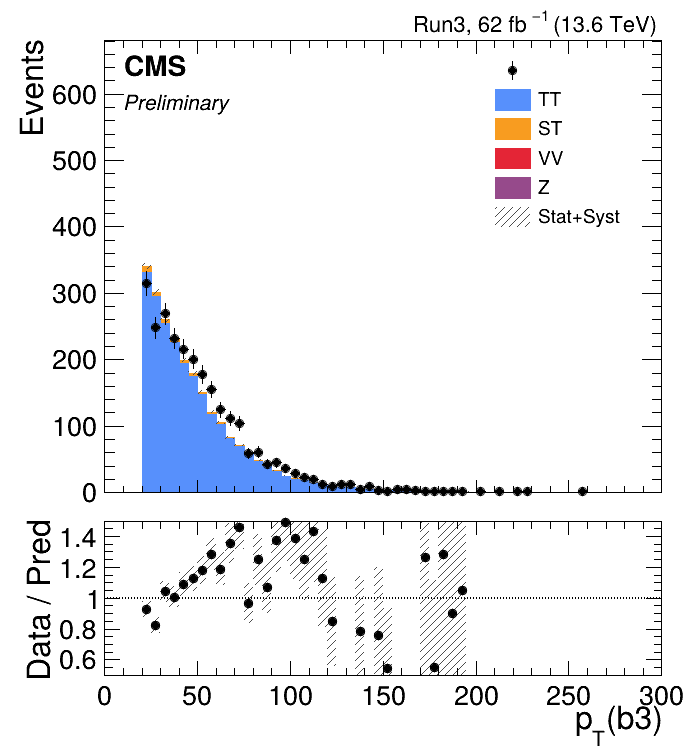 Run3, 62 fb⁻¹ (13.6 TeV)
CMS
Preliminary
Events
600
500
400
300
200
100
0
TT
ST
VV
Z
Stat+Syst
Data / Pred
1.4
1.2
1
0.8
0.6
0 50 100 150 200 250 300
p_T(b3)